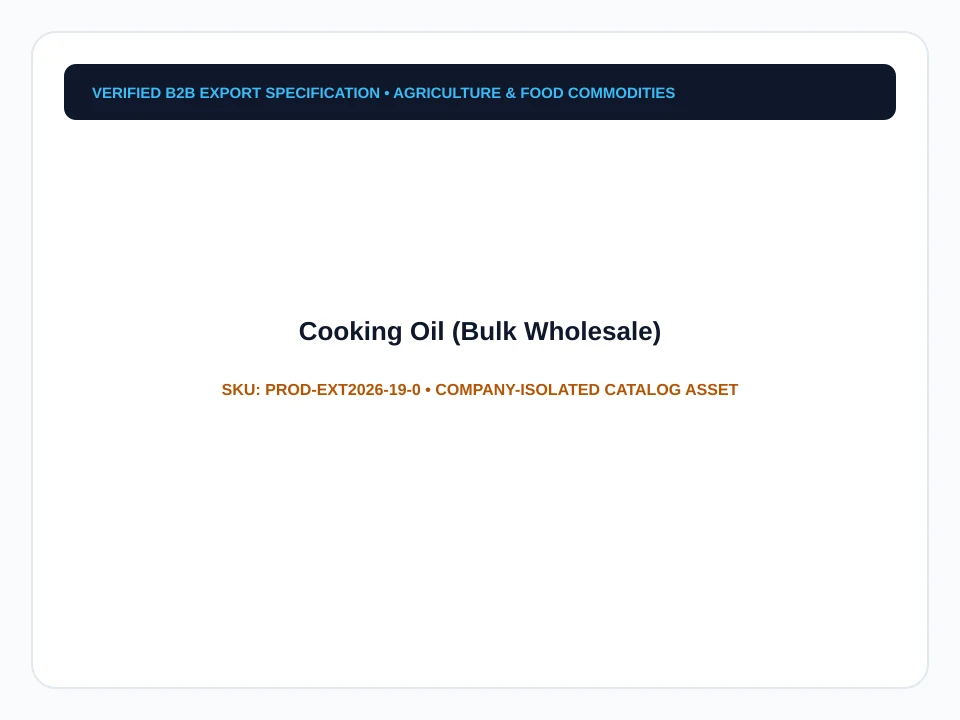 VERIFIED B2B EXPORT SPECIFICATION • AGRICULTURE & FOOD COMMODITIES
Cooking Oil (Bulk Wholesale)
SKU: PROD-EXT2026-19-0 • COMPANY-ISOLATED CATALOG ASSET